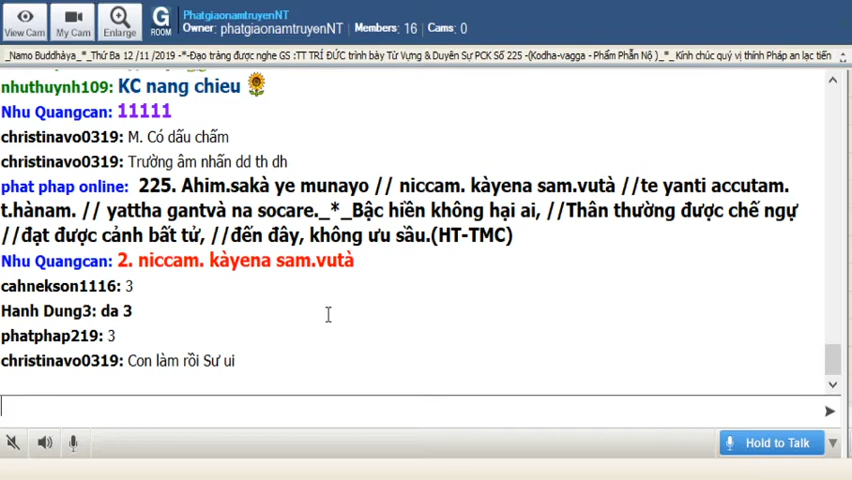 PhatgiaonamtruyenNT
Owner: phatgiaonamtruyenNT Members: 16 Cams: 0
View Cam My Cam Enlarge G ROOM
_Namo Buddhàya_*_Thứ Ba 12 /11 /2019 -*-Đạo tràng được nghe GS :TT TRÍ ĐỨC trình bày Từ Vựng & Duyên Sự PCK Số 225 -(Kodha-vagga - Phẩm Phẫn Nộ )_*_ Kính chúc quý vị thính Pháp an lạc tiến
nhuthuynh109: KC nang chieu
Nhu Quangcan: 11111
christinavo0319: M. Có dấu chấm
christinavo0319: Trường âm nhấn dd th dh
phat phap online: 225. Ahim.sakà ye munayo // niccam. kàyena sam.vutà //te yanti accutam.
t.hànam. // yattha gantvà na socare._*_Bậc hiền không hại ai, //Thân thường được chế ngự
//đạt được cảnh bất tử, //đến đây, không ưu sầu.(HT-TMC)
Nhu Quangcan: 2. niccam. kàyena sam.vutà
cahnekson1116: 3
Hanh Dung3: da 3
phatphap219: 3
christinavo0319: Con làm rồi Sư ui
Hold to Talk